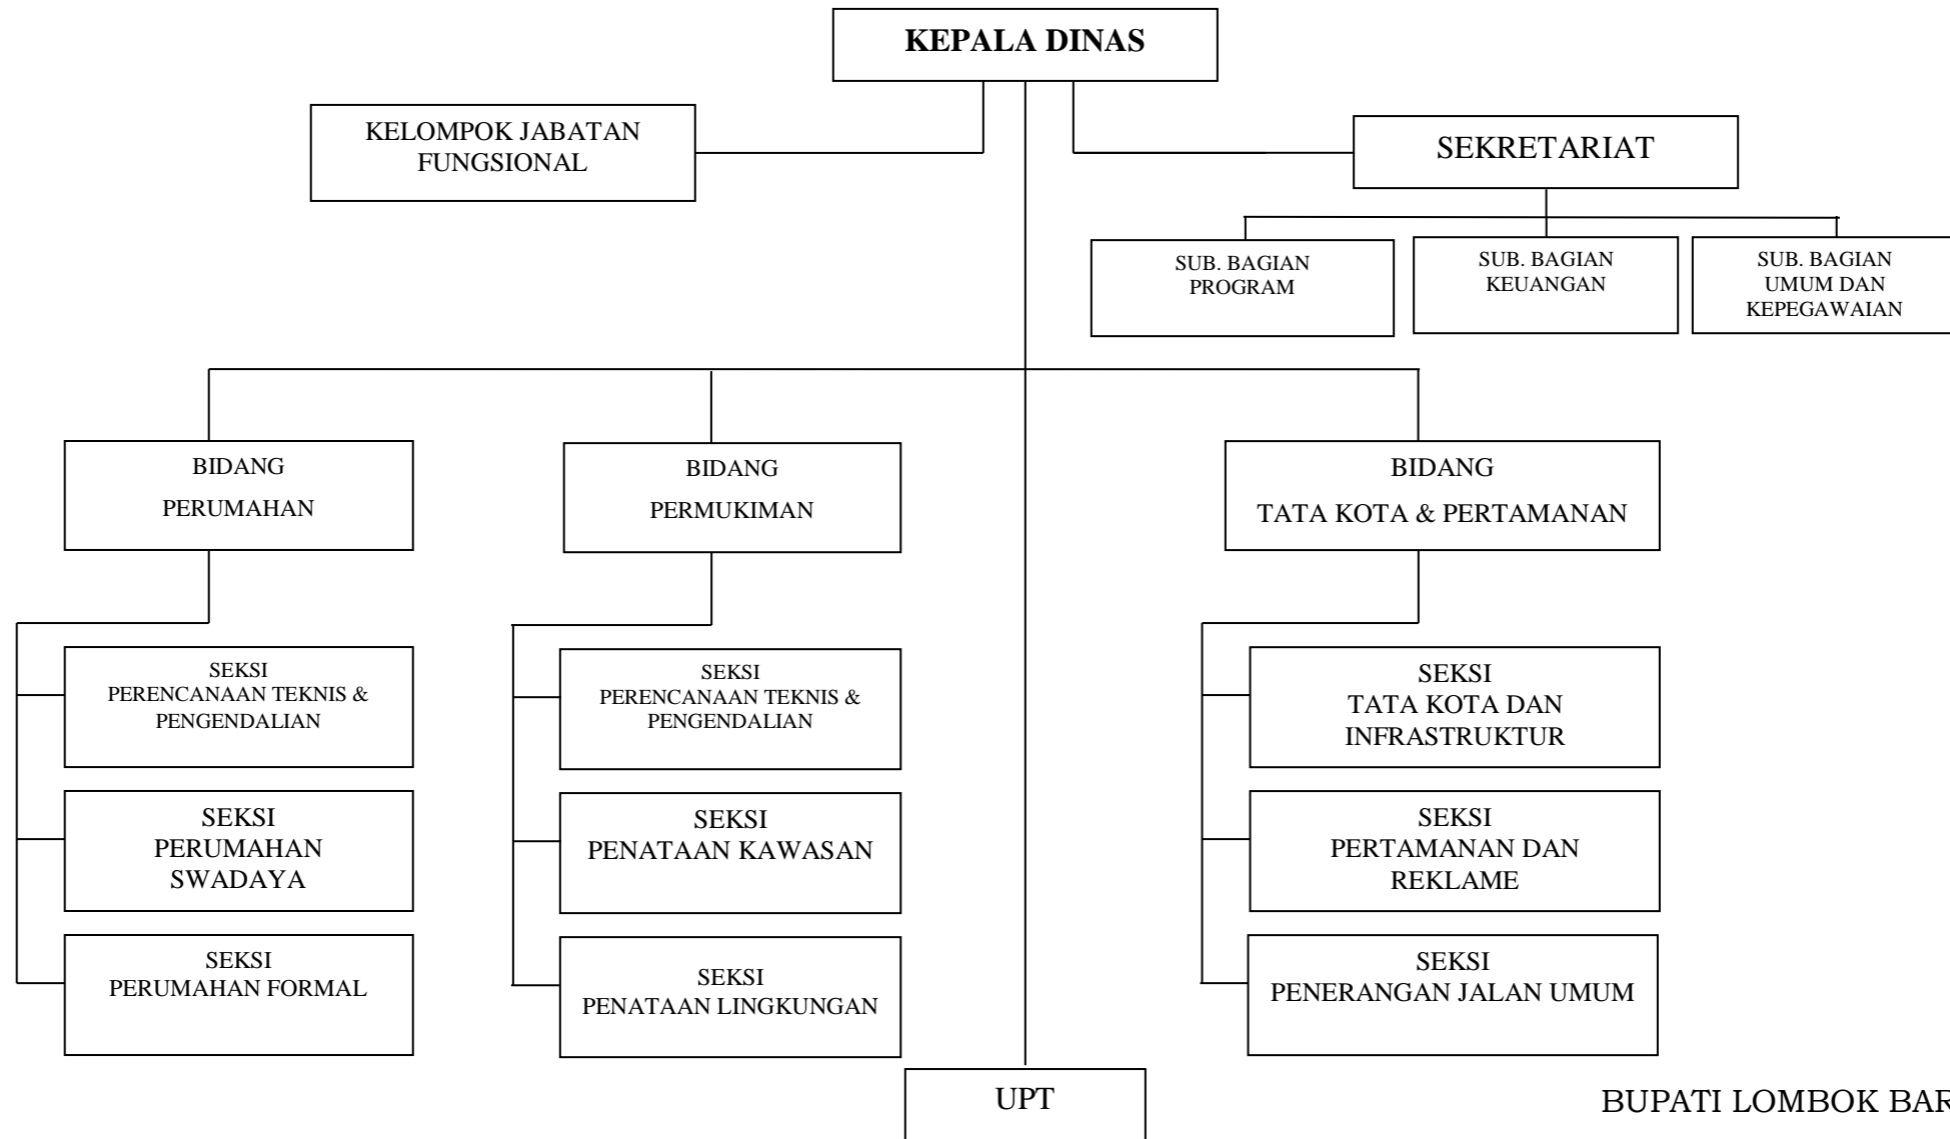 KEPALA DINAS
KELOMPOK JABATAN
FUNGSIONAL
SEKRETARIAT
SUB. BAGIAN
PROGRAM
SUB. BAGIAN
KEUANGAN
SUB. BAGIAN
UMUM DAN
KEPEGAWAIAN
BIDANG
PERUMAHAN
BIDANG
PERMUKIMAN
BIDANG
TATA KOTA & PERTAMANAN
SEKSI
PERENCANAAN TEKNIS &
PENGENDALIAN
SEKSI
PERUMAHAN
SWADAYA
SEKSI
PERUMAHAN FORMAL
SEKSI
PERENCANAAN TEKNIS &
PENGENDALIAN
SEKSI
PENATAAN KAWASAN
SEKSI
PENATAAN LINGKUNGAN
SEKSI
TATA KOTA DAN
INFRASTRUKTUR
SEKSI
PERTAMANAN DAN
REKLAME
SEKSI
PENERANGAN JALAN UMUM
UPT
BUPATI LOMBOK BAR